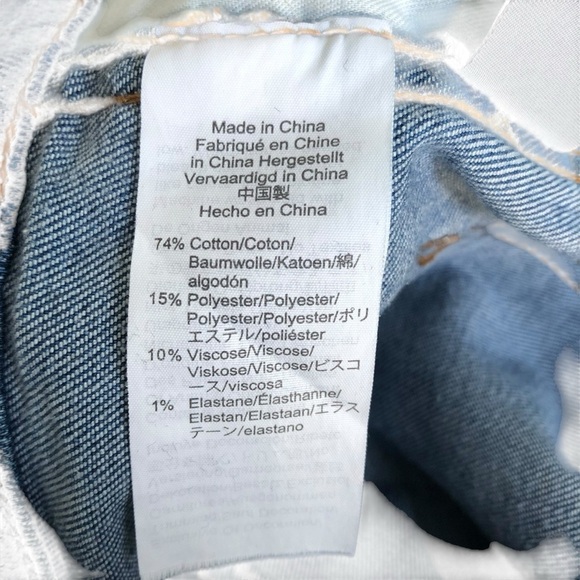 Made in China
Fabriqué en Chine
in China Hergestellt
Vervaardigd in China
中国製
Hecho en China
74% Cotton/Coton/
Baumwolle/Katoen/綿/
algodón
15% Polyester/Polyester/
Polyester/Polyester/ポリ
エステル/poliéster
10% Viscose/Viscose/
Viskose/Viscose/ビスコ
ース/viscosa
1% Elastane/Élasthanne/
Elastan/Elastaan/エラス
テーン/elastano